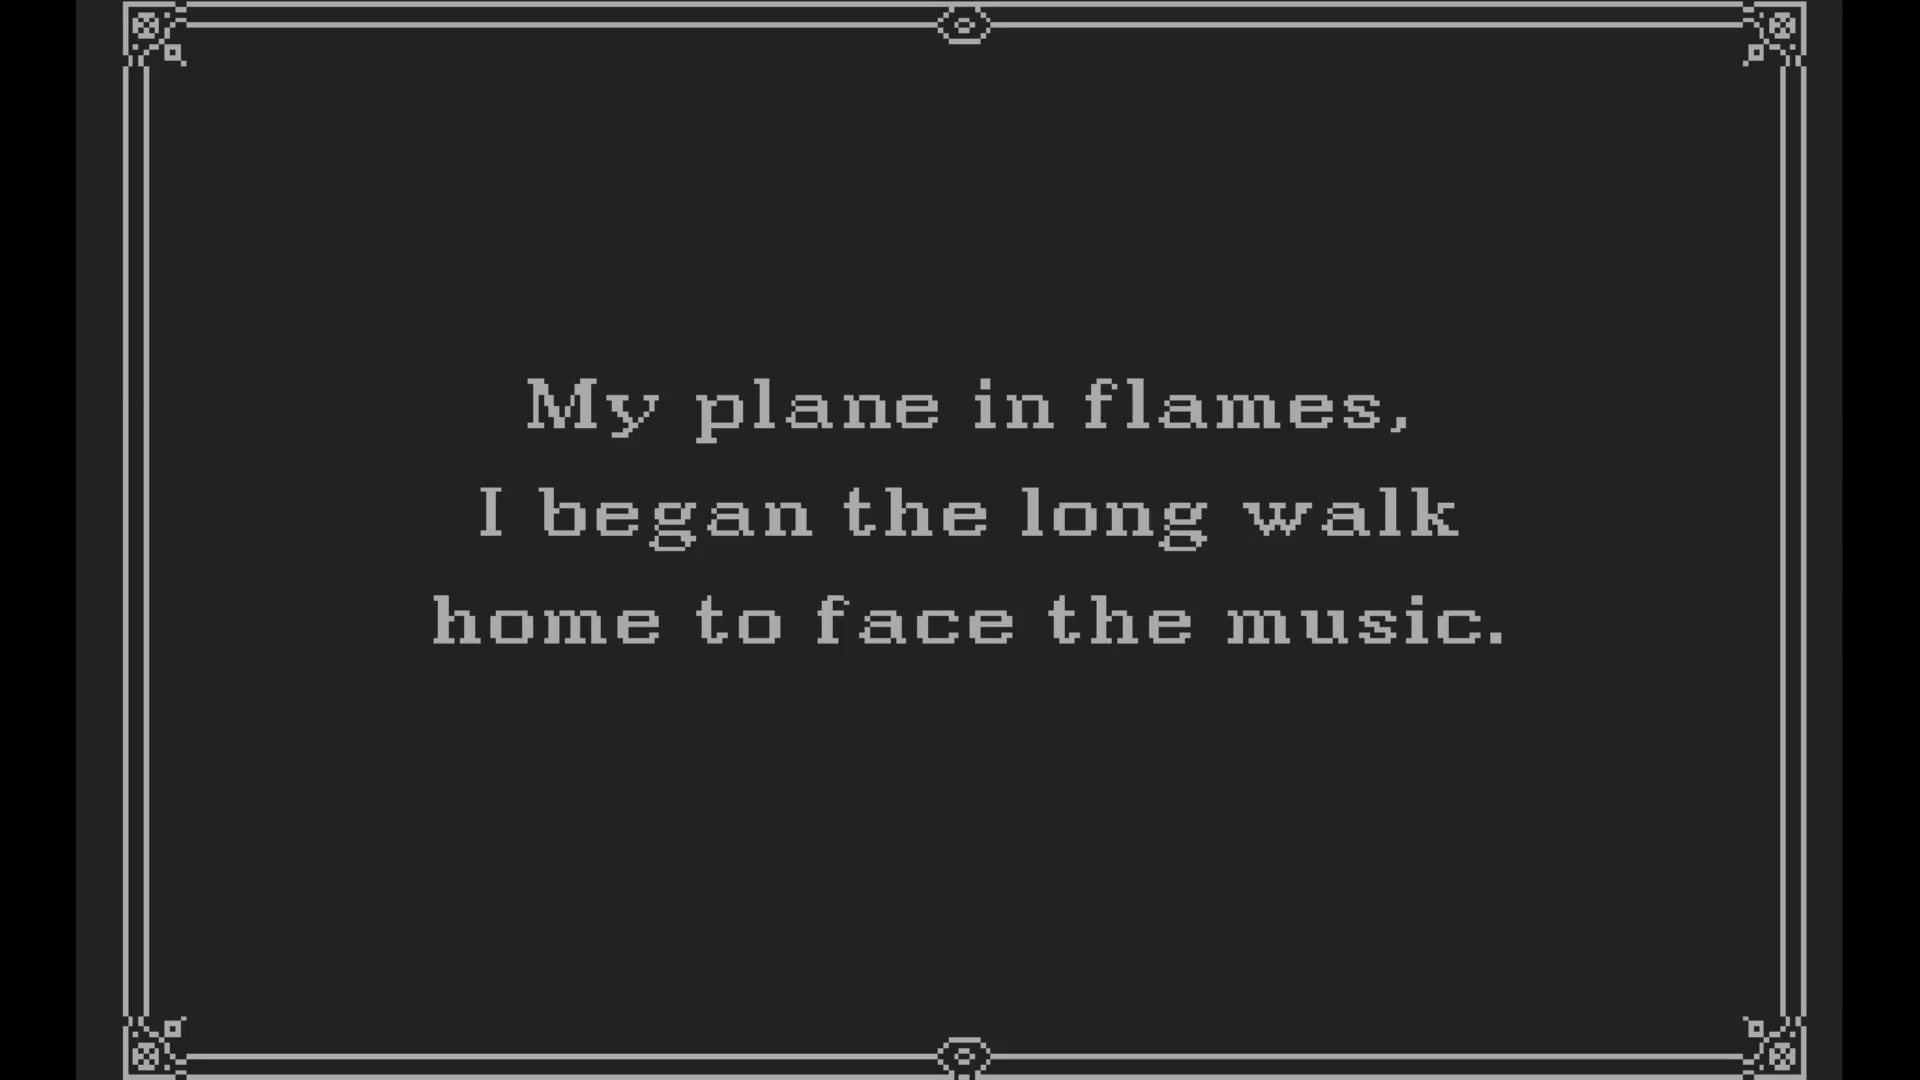 My plane in flames,
I began the long walk
home to face the music.